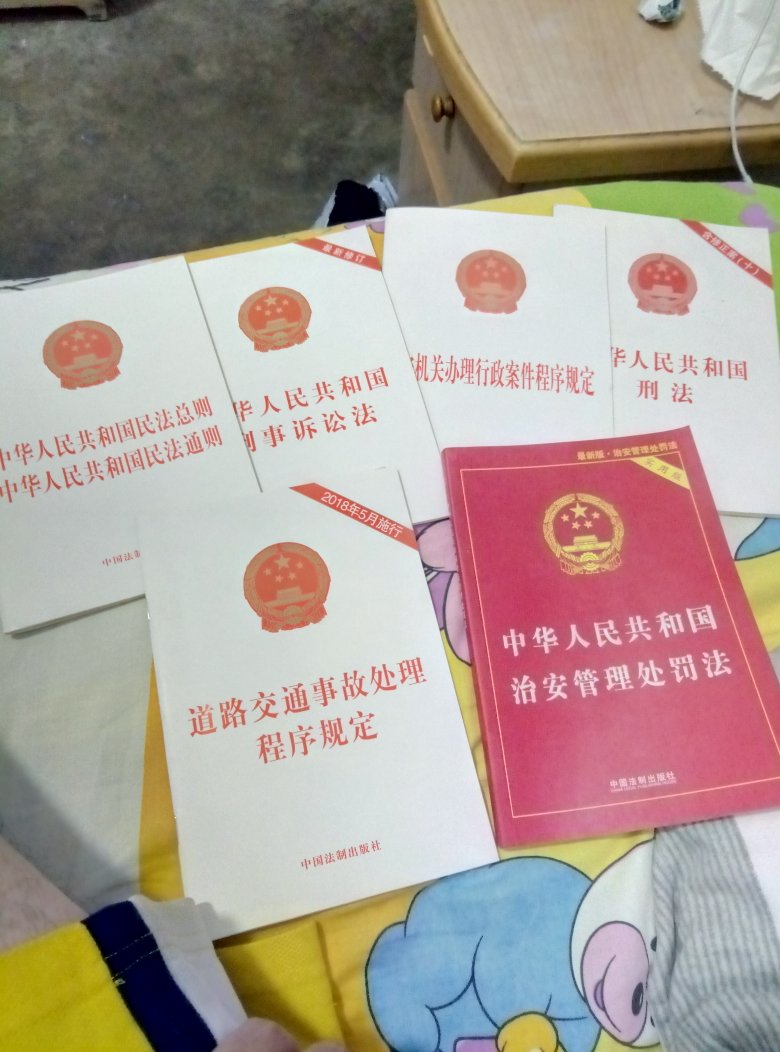 中华人民共和国民法总则
中华人民共和国民法通则
中国法制
最新修订
华人民共和国
刑事诉讼法
机关办理行政案件程序规定
含修正案(十)
华人民共和国
刑法
2018年5月施行
道路交通事故处理
程序规定
中国法制出版社
最新版·治安管理处罚法
实用版
中华人民共和国
治安管理处罚法
中国法制出版社